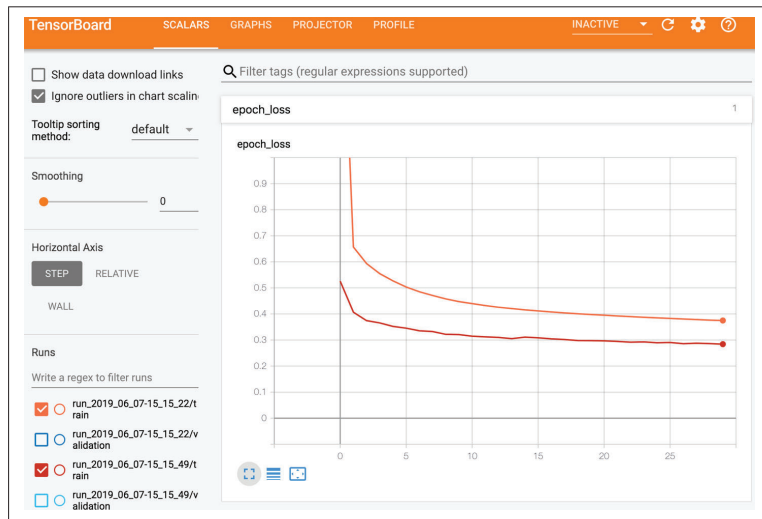 TensorBoard SCALARS GRAPHS PROJECTOR PROFILE INACTIVE
Show data download links
Ignore outliers in chart scaling
Tooltip sorting
method: default
Smoothing
0
Horizontal Axis
STEP RELATIVE
WALL
Runs
Write a regex to filter runs
run_2019_06_07-15_15_22/t
rain
run_2019_06_07-15_15_22/v
alidation
run_2019_06_07-15_15_49/t
rain
run_2019_06_07-15_15_49/v
alidation
Filter tags (regular expressions supported)
epoch_loss 1
epoch_loss
0.9
0.8
0.7
0.6
0.5
0.4
0.3
0.2
0.1
0
0 5 10 15 20 25